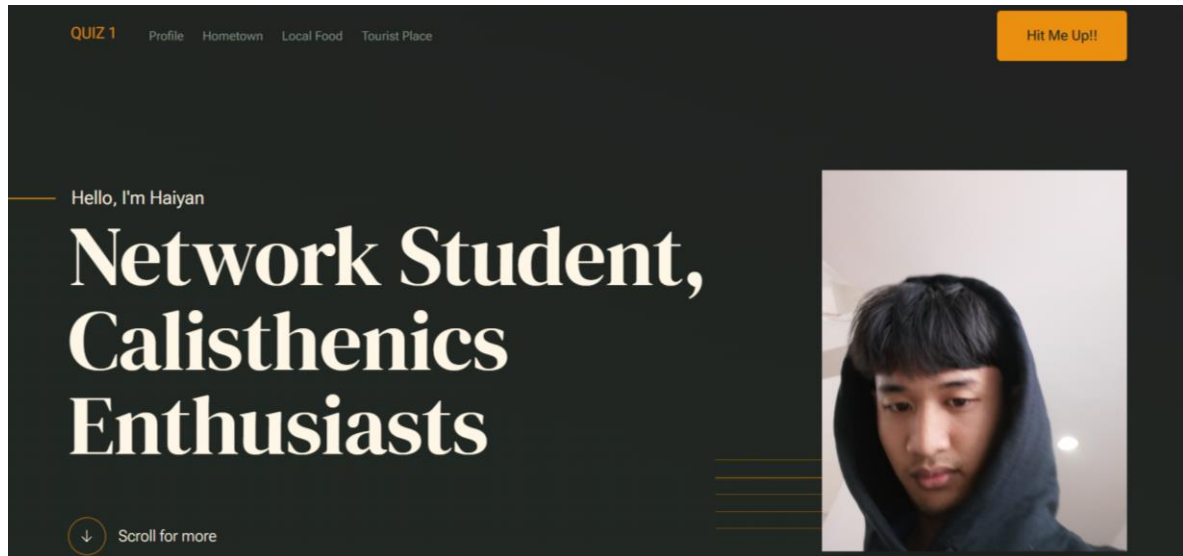 QUIZ 1 Profile Hometown Local Food Tourist Place Hit Me Up!!
Hello, I'm Haiyan
Network Student,
Calisthenics
Enthusiasts
Scroll for more